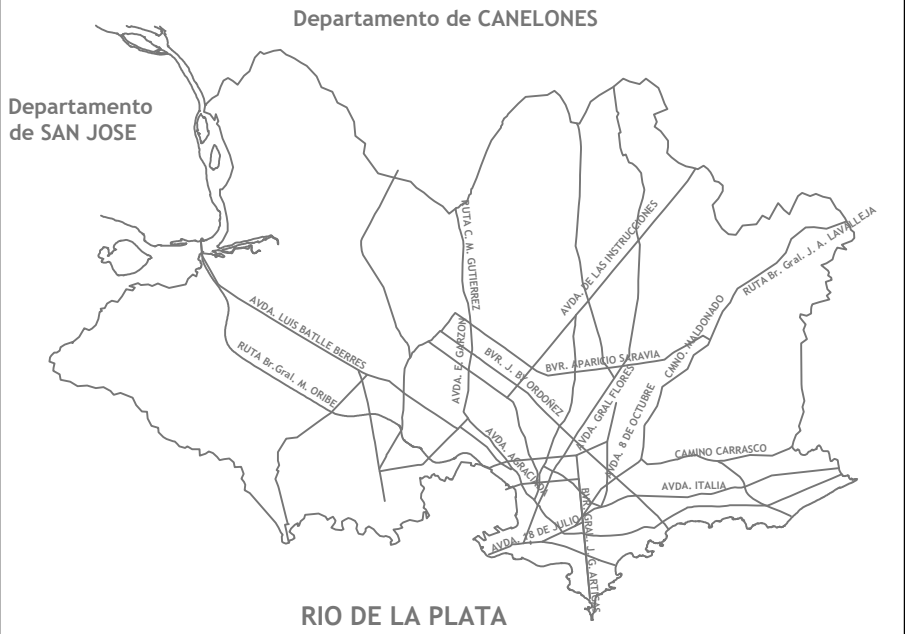 Departamento de CANELONES
Departamento
de SAN JOSE
RUTA C. M. GUTIERREZ
AVDA. DE LAS INSTRUCCIONES
RUTA Br. Gral. J. A. LAVALLEJA
AVDA. LUIS BATLLE BERRES
RUTA Br.Gral. M. ORIBE
AVDA. E. GARZON
BVR. J. BY ORDOÑEZ
BVR. APARICIO SARAVIA
CMNO. MALDONADO
AVDA. GRAL FLORES
AVDA. 8 DE OCTUBRE
AVDA. AGRACIADA
CAMINO CARRASCO
AVDA. ITALIA
BVR. GRAL. J. G. ARTIGAS
AVDA. 18 DE JULIO
RIO DE LA PLATA